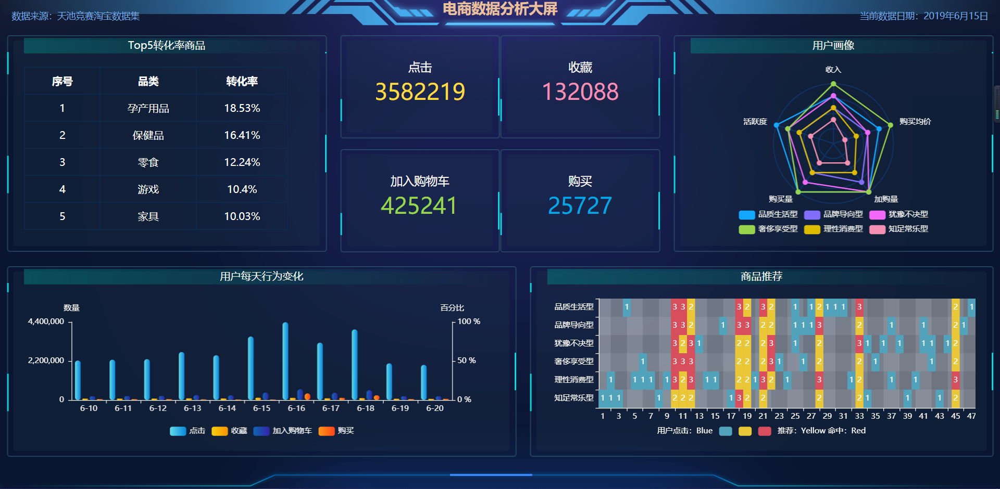 电商数据分析大屏
数据来源：天池竞赛淘宝数据集
当前数据日期：2019年6月15日
Top5转化率商品
序号 品类 转化率
1 孕产用品 18.53%
2 保健品 16.41%
3 零食 12.24%
4 游戏 10.4%
5 家具 10.03%
点击
3582219
收藏
132088
加入购物车
425241
购买
25727
用户画像
收入
活跃度
购买均价
购买量
加购量
品质生活型 品牌导向型 犹豫不决型
奢侈享受型 理性消费型 知足常乐型
用户每天行为变化
数量 百分比
4,400,000 100 %
2,200,000 50 %
0 0 %
6-10 6-11 6-12 6-13 6-14 6-15 6-16 6-17 6-18 6-19 6-20
点击 收藏 加入购物车 购买
商品推荐
品质生活型 1 3 3 2 3 2 3 2 1 1 2 1 1 1 3 2 1
品牌导向型 3 3 2 1 3 3 2 2 1 1 1 3 2 1 1 2 1
犹豫不决型 3 2 3 1 2 2 2 3 1 2 3 1 1 1 1 1 1 2
奢侈享受型 1 3 3 3 2 2 2 3 1 1 2 2 1 1 2
理性消费型 1 1 1 1 1 3 2 3 1 1 2 2 1 3 2 1 3 1 2 1 1 3
知足常乐型 1 1 1 1 2 2 2 1 3 2 2 2 2 1 1 1 2
1 3 5 7 9 11 13 15 17 19 21 23 25 27 29 31 33 35 37 39 41 43 45 47
用户点击：Blue 推荐：Yellow 命中：Red